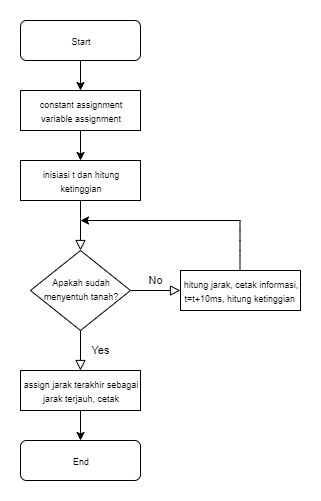 Start
constant assignment
variable assignment
inisiasi t dan hitung
ketinggian
Apakah sudah
menyentuh tanah?
No
hitung jarak, cetak informasi,
t=t+10ms, hitung ketinggian
Yes
assign jarak terakhir sebagai
jarak terjauh, cetak
End